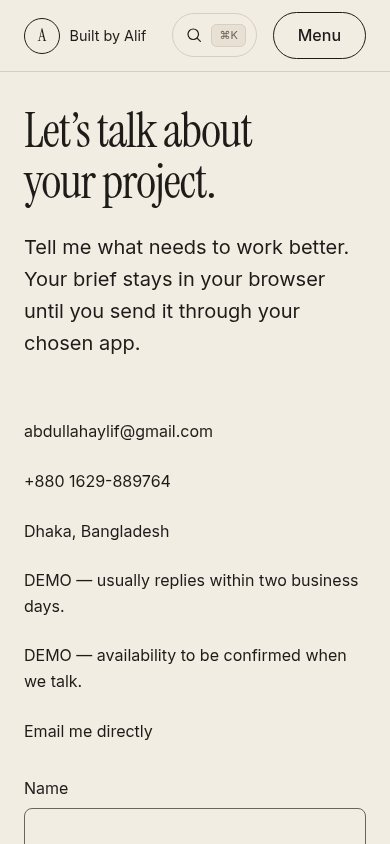 A Built by Alif ⌘K Menu
Let’s talk about
your project.
Tell me what needs to work better.
Your brief stays in your browser
until you send it through your
chosen app.
abdullahaylif@gmail.com
+880 1629-889764
Dhaka, Bangladesh
DEMO — usually replies within two business
days.
DEMO — availability to be confirmed when
we talk.
Email me directly
Name